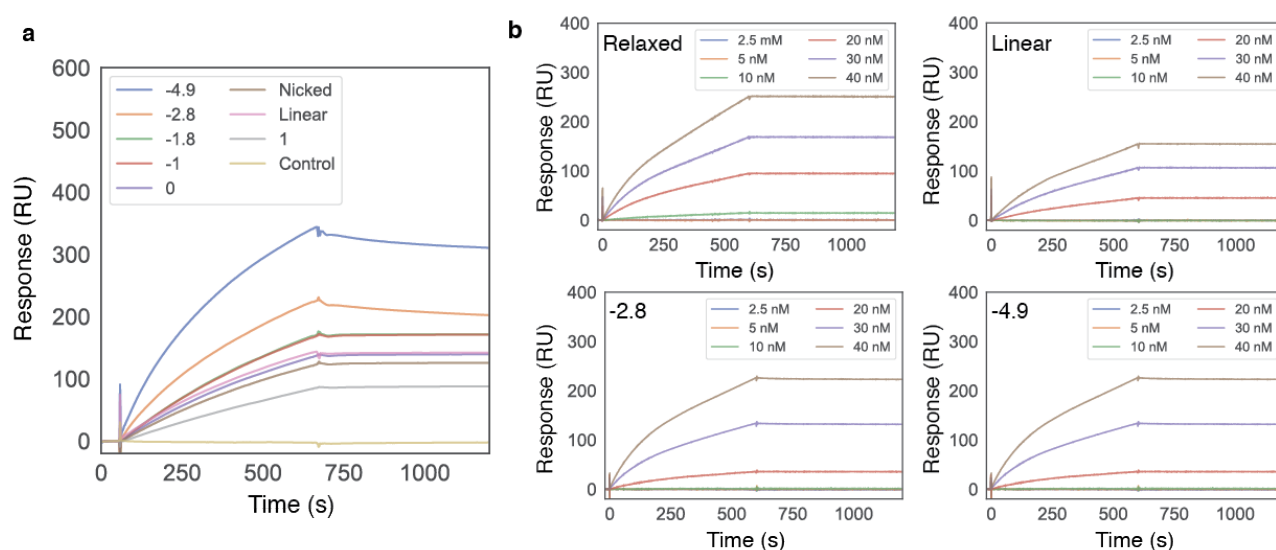 a
600
500
400
300
200
100
0
Response (RU)
-4.9
-2.8
-1.8
-1
0
Nicked
Linear
1
Control
0
250
500
750
1000
Time (s)
b
400
300
200
100
0
Response (RU)
Relaxed
2.5 mM
5 nM
10 nM
20 nM
30 nM
40 nM
0
250
500
750
1000
Time (s)
400
300
200
100
0
Response (RU)
Linear
2.5 nM
5 nM
10 nM
20 nM
30 nM
40 nM
0
250
500
750
1000
Time (s)
400
300
200
100
0
Response (RU)
-2.8
2.5 nM
5 nM
10 nM
20 nM
30 nM
40 nM
0
250
500
750
1000
Time (s)
400
300
200
100
0
Response (RU)
-4.9
2.5 nM
5 nM
10 nM
20 nM
30 nM
40 nM
0
250
500
750
1000
Time (s)